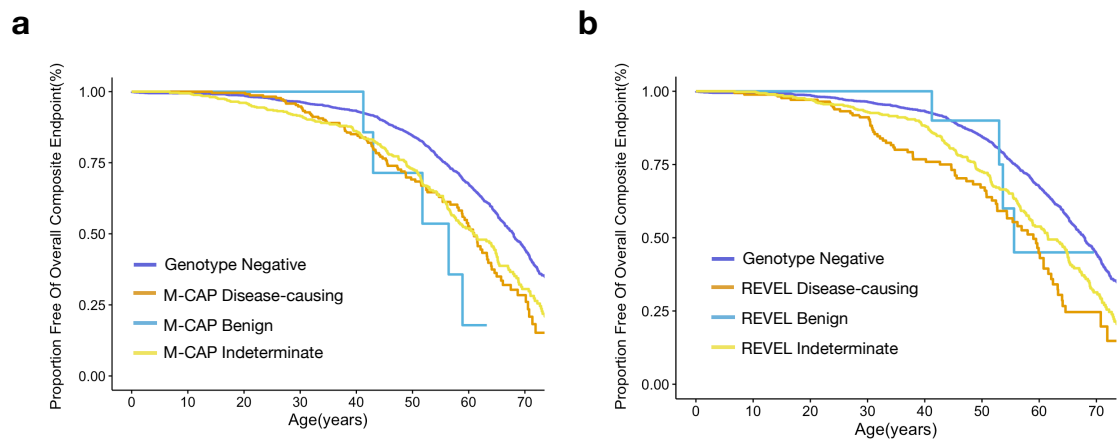 a
Proportion Free Of Overall Composite Endpoint(%)
1.00
0.75
0.50
0.25
0.00
Genotype Negative
M-CAP Disease-causing
M-CAP Benign
M-CAP Indeterminate
0 10 20 30 40 50 60 70
Age(years)
b
Proportion Free Of Overall Composite Endpoint(%)
1.00
0.75
0.50
0.25
0.00
Genotype Negative
REVEL Disease-causing
REVEL Benign
REVEL Indeterminate
0 10 20 30 40 50 60 70
Age(years)